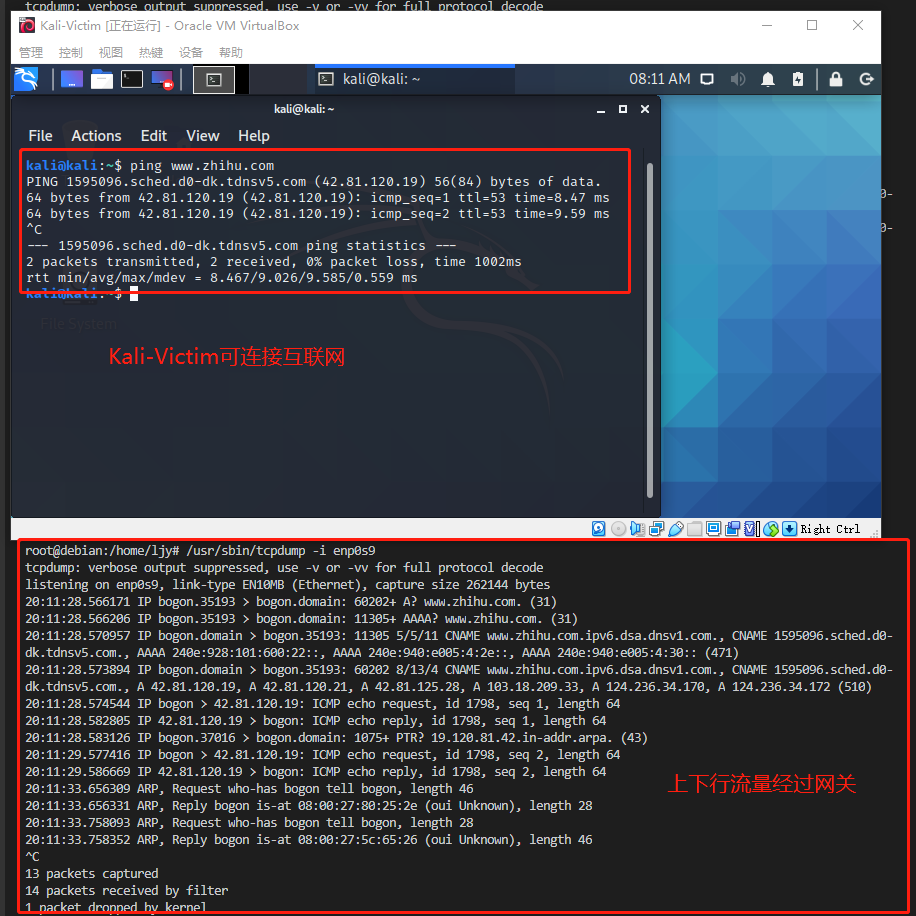 tcpdump: verbose output suppressed, use -v or -vv for full protocol decode
Kali-Victim [正在运行] - Oracle VM VirtualBox
管理 控制 视图 热键 设备 帮助
kali@kali: ~ 08:11 AM
kali@kali: ~
File Actions Edit View Help
kali@kali:~$ ping www.zhihu.com
PING 1595096.sched.d0-dk.tdnsv5.com (42.81.120.19) 56(84) bytes of data.
64 bytes from 42.81.120.19 (42.81.120.19): icmp_seq=1 ttl=53 time=8.47 ms
64 bytes from 42.81.120.19 (42.81.120.19): icmp_seq=2 ttl=53 time=9.59 ms
^C
--- 1595096.sched.d0-dk.tdnsv5.com ping statistics ---
2 packets transmitted, 2 received, 0% packet loss, time 1002ms
rtt min/avg/max/mdev = 8.467/9.026/9.585/0.559 ms
kali@kali:~$
File System
Kali-Victim可连接互联网
0-
0-
Right Ctrl
root@debian:/home/ljy# /usr/sbin/tcpdump -i enp0s9
tcpdump: verbose output suppressed, use -v or -vv for full protocol decode
listening on enp0s9, link-type EN10MB (Ethernet), capture size 262144 bytes
20:11:28.566171 IP bogon.35193 > bogon.domain: 60202+ A? www.zhihu.com. (31)
20:11:28.566206 IP bogon.35193 > bogon.domain: 11305+ AAAA? www.zhihu.com. (31)
20:11:28.570957 IP bogon.domain > bogon.35193: 11305 5/5/11 CNAME www.zhihu.com.ipv6.dsa.dnsv1.com., CNAME 1595096.sched.d0-
dk.tdnsv5.com., AAAA 240e:928:101:600:22::, AAAA 240e:940:e005:4:2e::, AAAA 240e:940:e005:4:30:: (471)
20:11:28.573894 IP bogon.domain > bogon.35193: 60202 8/13/4 CNAME www.zhihu.com.ipv6.dsa.dnsv1.com., CNAME 1595096.sched.d0-
dk.tdnsv5.com., A 42.81.120.19, A 42.81.120.21, A 42.81.125.28, A 103.18.209.33, A 124.236.34.170, A 124.236.34.172 (510)
20:11:28.574544 IP bogon > 42.81.120.19: ICMP echo request, id 1798, seq 1, length 64
20:11:28.582805 IP 42.81.120.19 > bogon: ICMP echo reply, id 1798, seq 1, length 64
20:11:28.583126 IP bogon.37016 > bogon.domain: 1075+ PTR? 19.120.81.42.in-addr.arpa. (43)
20:11:29.577416 IP bogon > 42.81.120.19: ICMP echo request, id 1798, seq 2, length 64
20:11:29.586669 IP 42.81.120.19 > bogon: ICMP echo reply, id 1798, seq 2, length 64
20:11:33.656309 ARP, Request who-has bogon tell bogon, length 46
上下行流量经过网关
20:11:33.656331 ARP, Reply bogon is-at 08:00:27:80:25:2e (oui Unknown), length 28
20:11:33.758093 ARP, Request who-has bogon tell bogon, length 28
20:11:33.758352 ARP, Reply bogon is-at 08:00:27:5c:65:26 (oui Unknown), length 46
^C
13 packets captured
14 packets received by filter
1 packet dropped by kernel